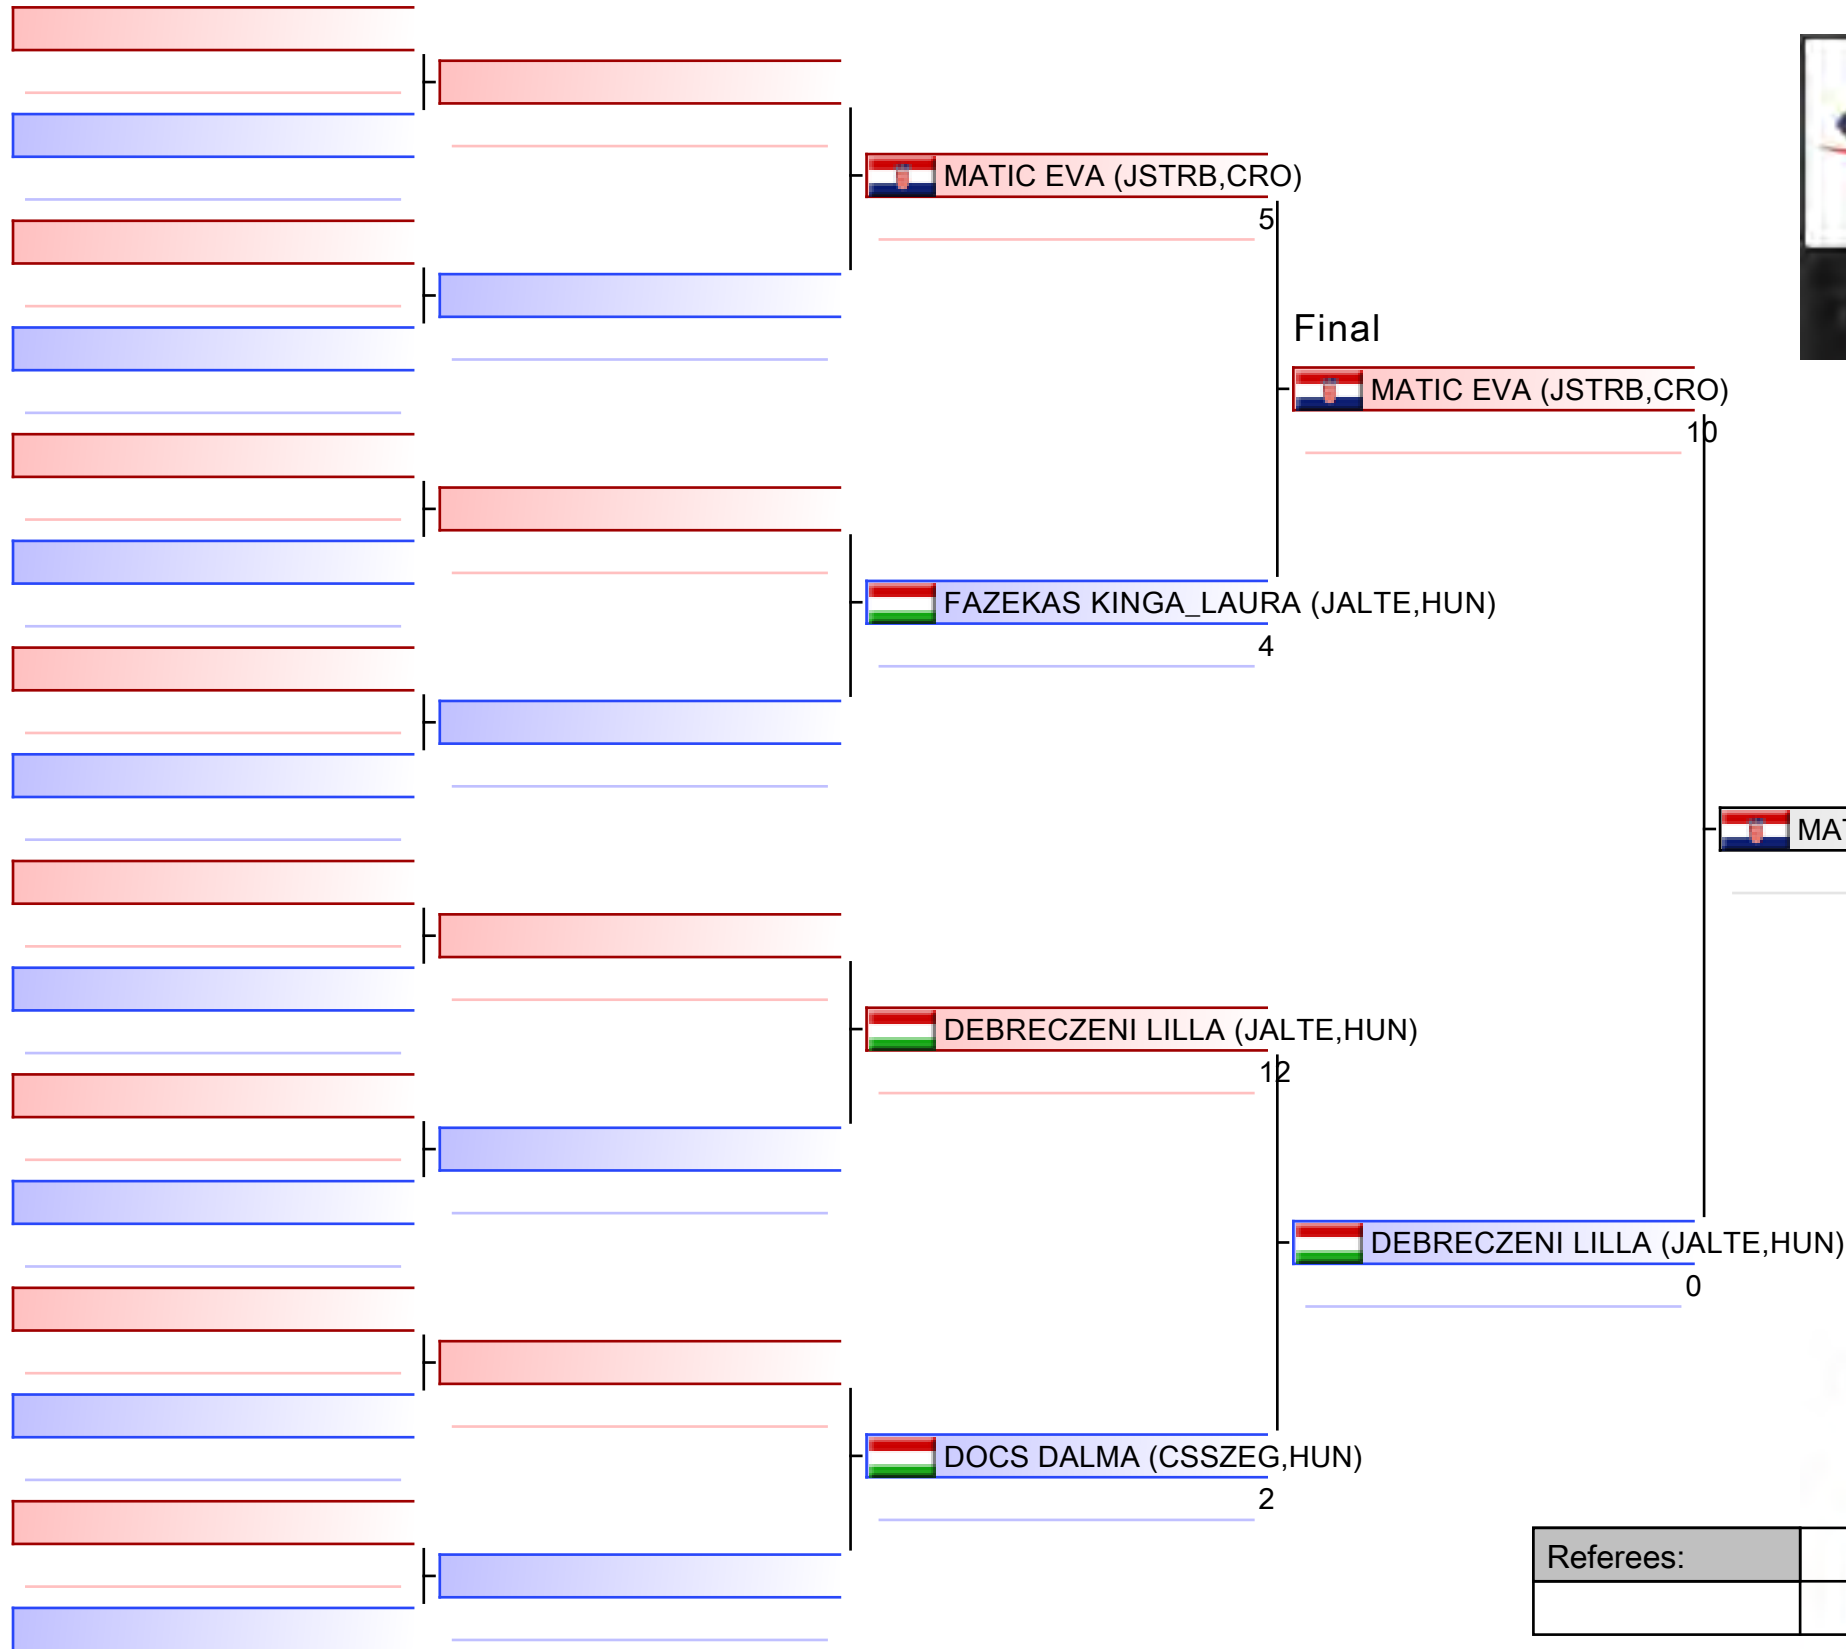 MATIC EVA (JSTRB,CRO)
5
Final
MATIC EVA (JSTRB,CRO)
10
FAZEKAS KINGA_LAURA (JALTE,HUN)
4
DEBRECZENI LILLA (JALTE,HUN)
12
DEBRECZENI LILLA (JALTE,HUN)
0
DOCS DALMA (CSSZEG,HUN)
2
Referees: